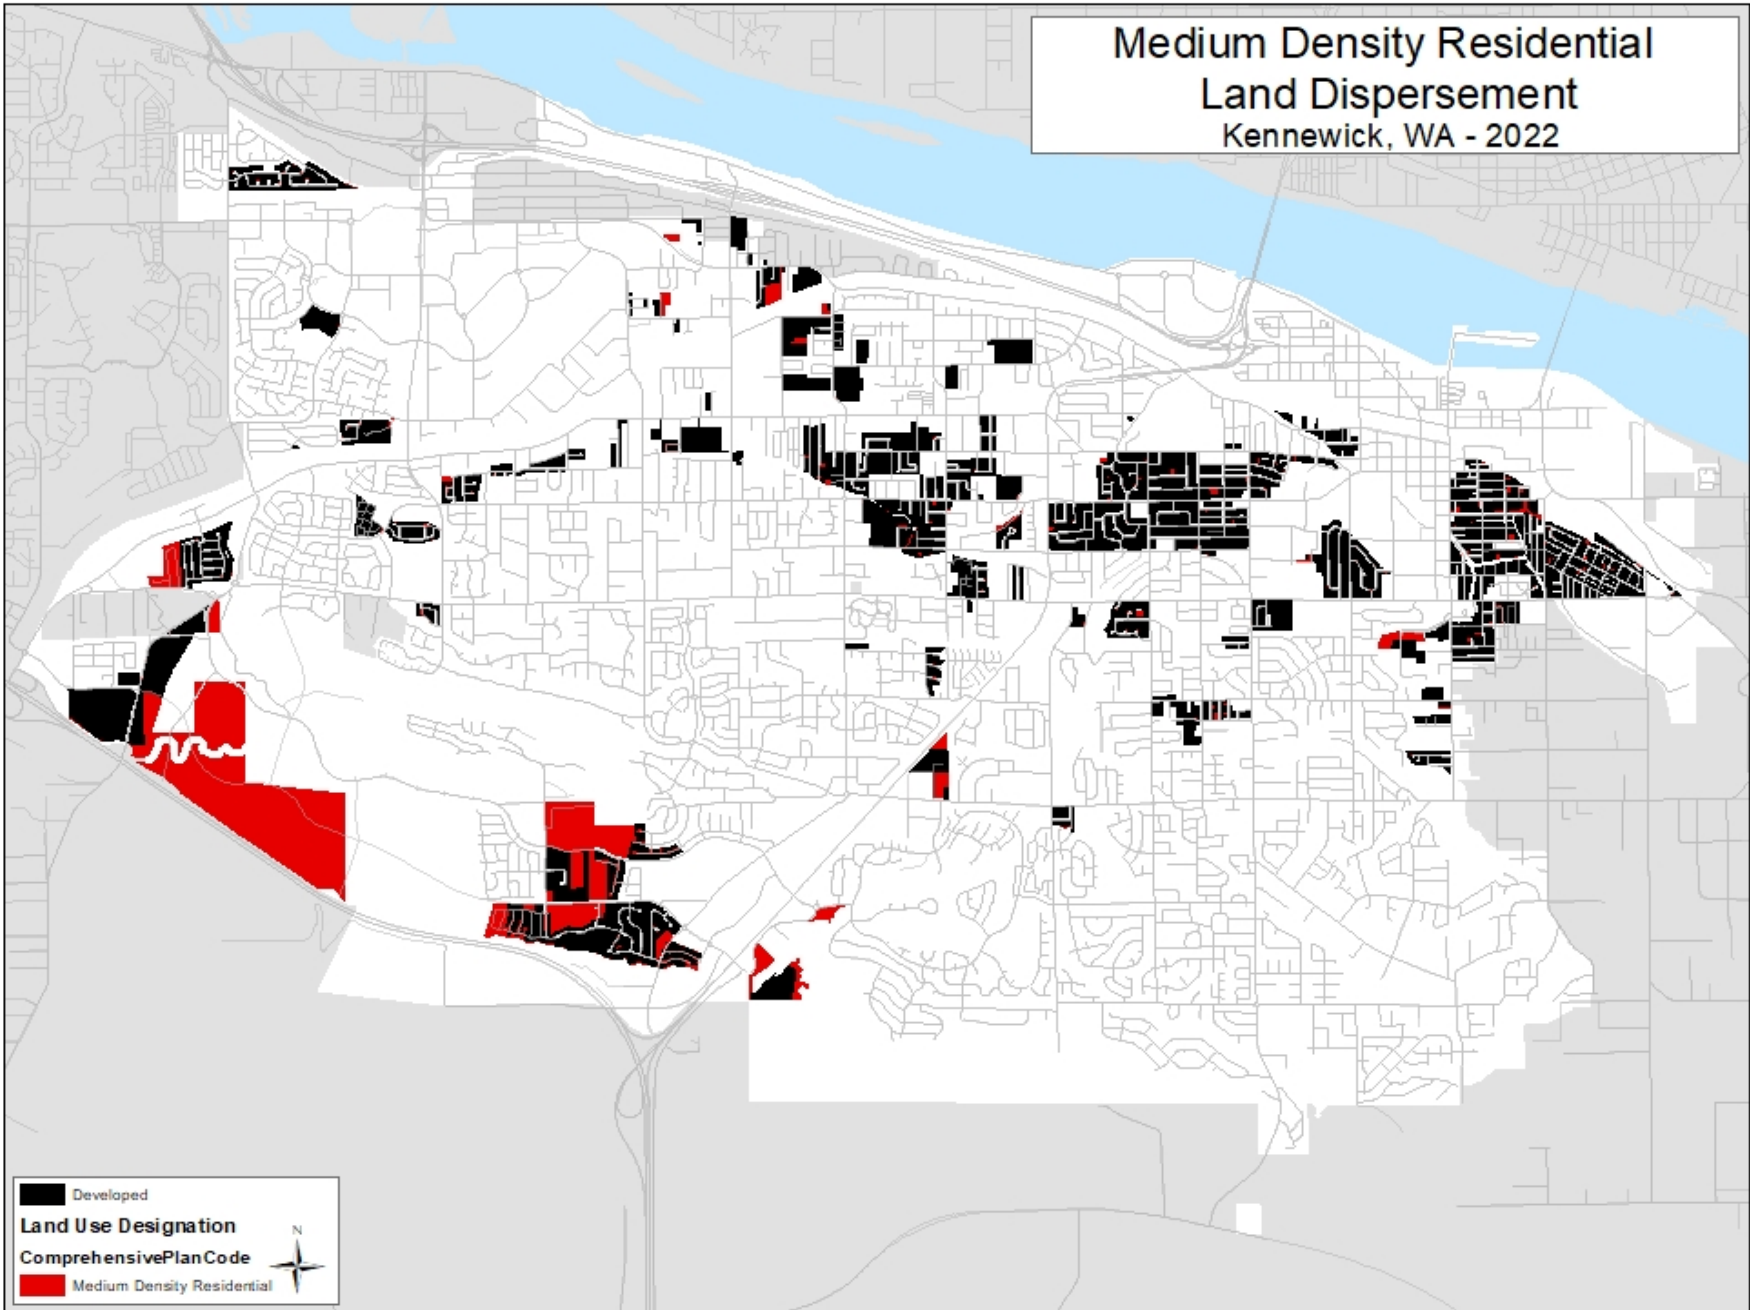 Medium Density Residential
Land Dispersement
Kennewick, WA - 2022
Developed
Land Use Designation
N
ComprehensivePlanCode
Medium Density Residential